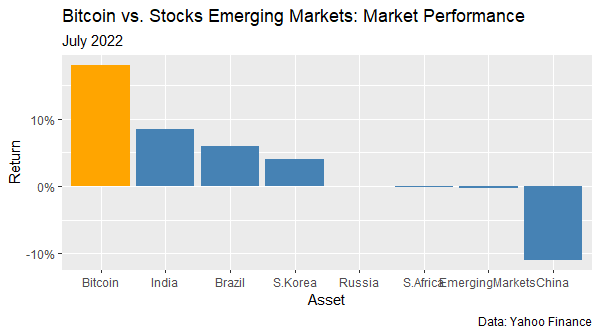 Bitcoin vs. Stocks Emerging Markets: Market Performance
July 2022
Return
10%
0%
-10%
Bitcoin India Brazil S.Korea Russia S.Africa EmergingMarkets China
Asset
Data: Yahoo Finance